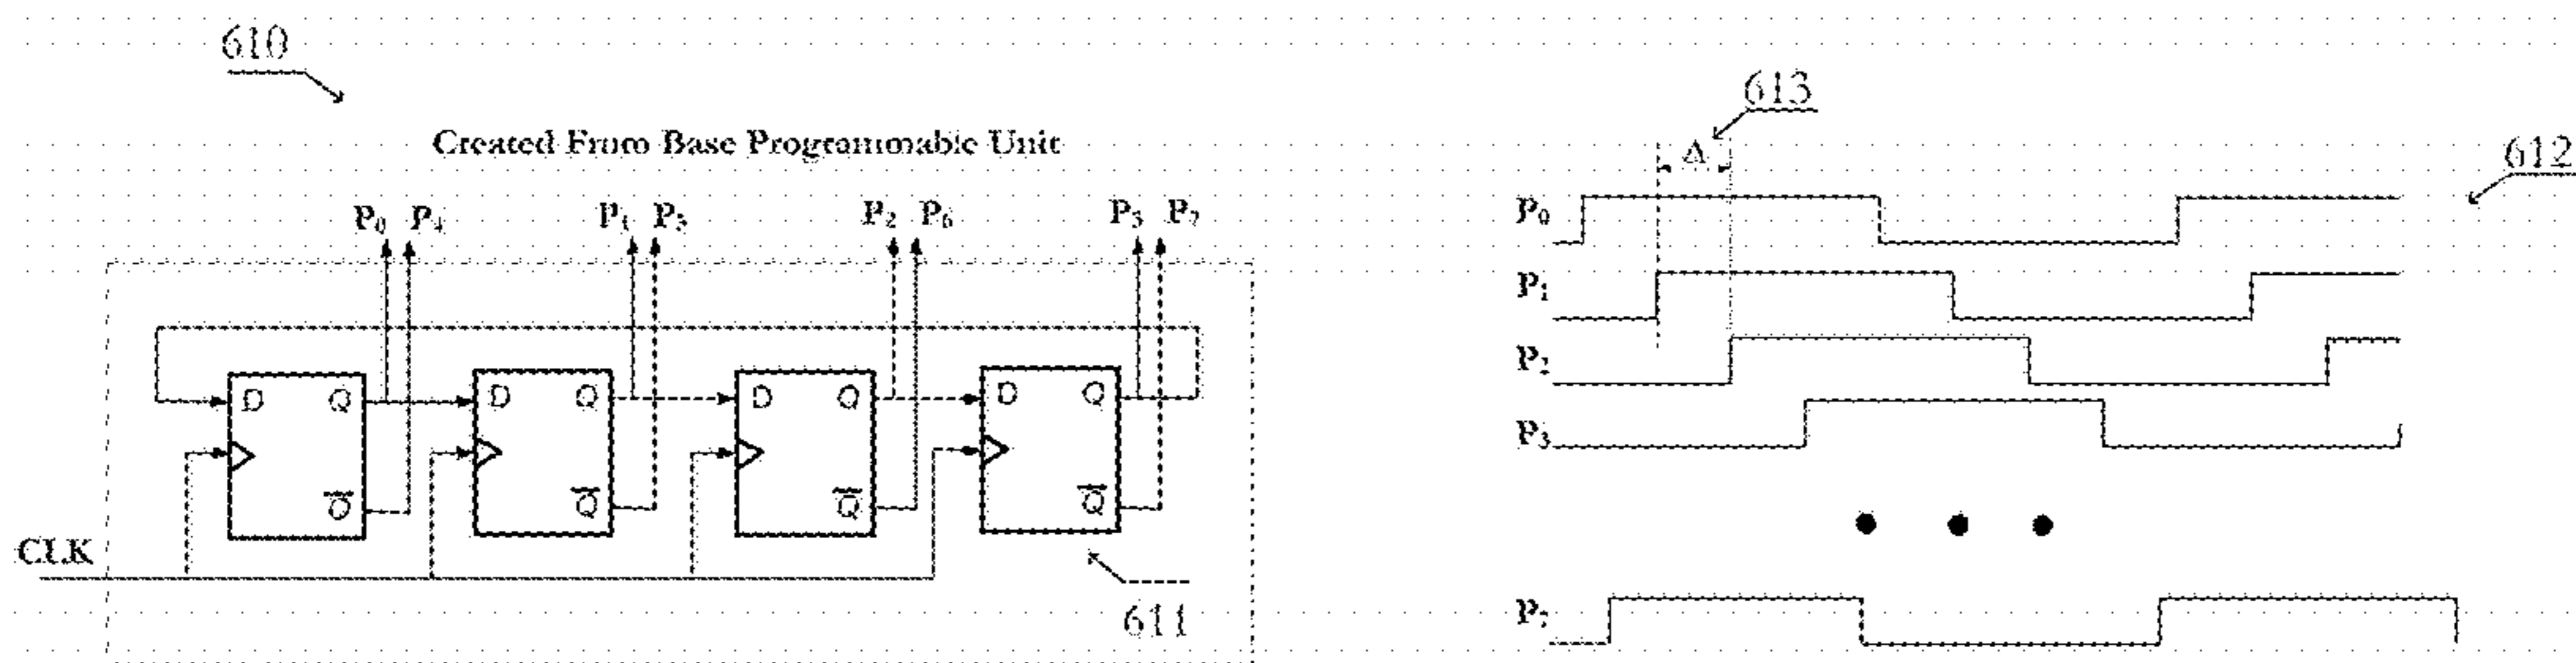 610
Created From Base Programmable Unit
P₀ P₄ P₁ P₅ P₂ P₆ P₃ P₇
D Q D Q D Q D Q
Q̅ Q̅ Q̅ Q̅
CLK
611
613
Δ
612
P₀
P₁
P₂
P₃
P₇